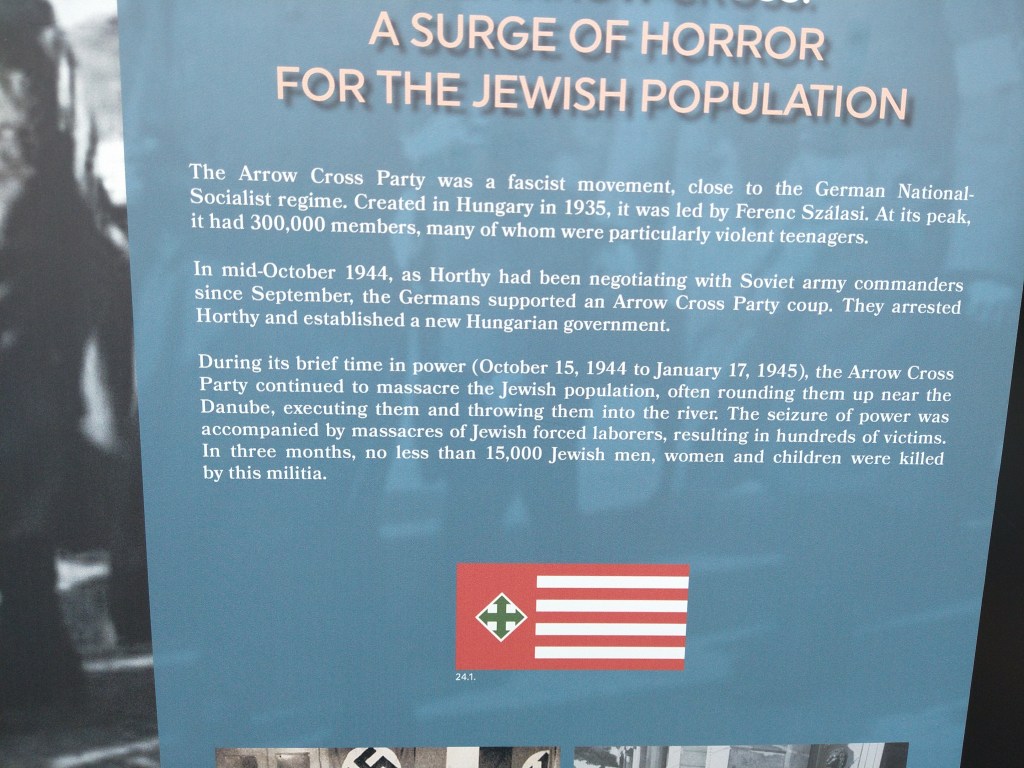 A SURGE OF HORROR
FOR THE JEWISH POPULATION
The Arrow Cross Party was a fascist movement, close to the German National-
Socialist regime. Created in Hungary in 1935, it was led by Ferenc Szálasi. At its peak,
it had 300,000 members, many of whom were particularly violent teenagers.
In mid-October 1944, as Horthy had been negotiating with Soviet army commanders
since September, the Germans supported an Arrow Cross Party coup. They arrested
Horthy and established a new Hungarian government.
During its brief time in power (October 15, 1944 to January 17, 1945), the Arrow Cross
Party continued to massacre the Jewish population, often rounding them up near the
Danube, executing them and throwing them into the river. The seizure of power was
accompanied by massacres of Jewish forced laborers, resulting in hundreds of victims.
In three months, no less than 15,000 Jewish men, women and children were killed
by this militia.
24.1.